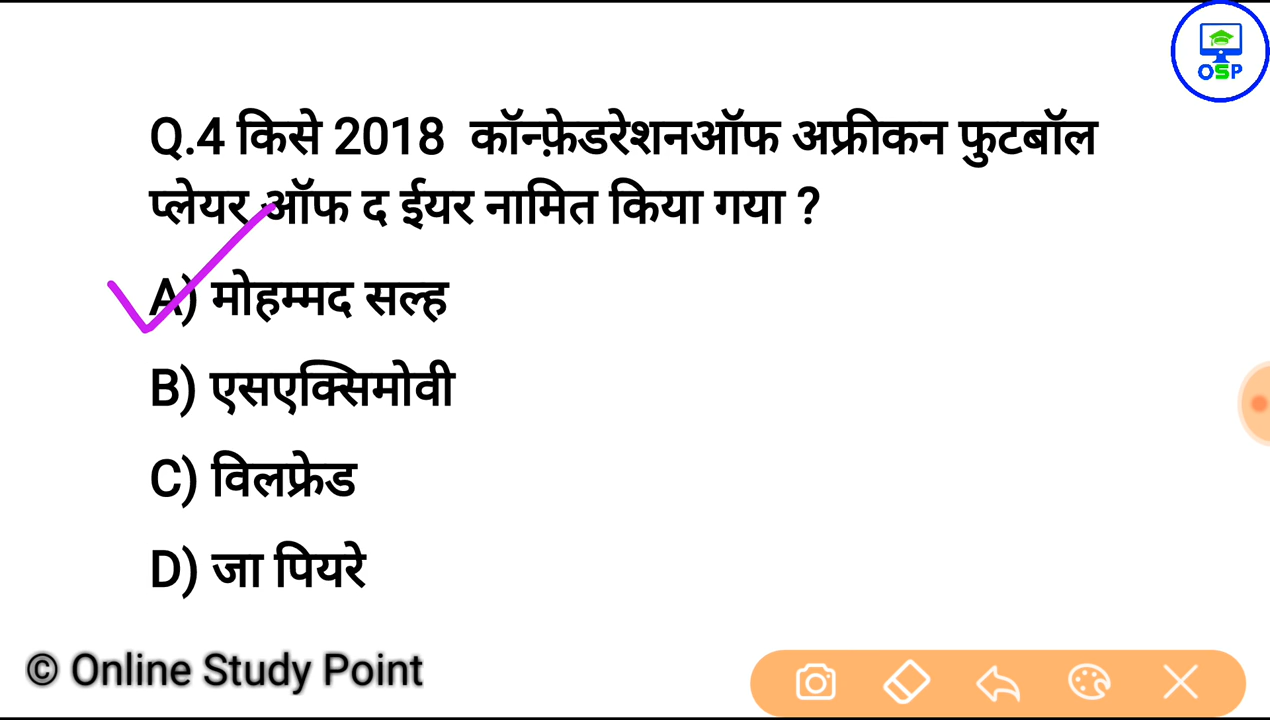 OSP
Q.4 किसे 2018 कॉन्फ़ेडरेशनऑफ अफ्रीकन फुटबॉल
प्लेयर ऑफ द ईयर नामित किया गया ?
A) मोहम्मद सल्ह
B) एसएक्सिमोवी
C) विलफ्रेड
D) जा पियरे
© Online Study Point